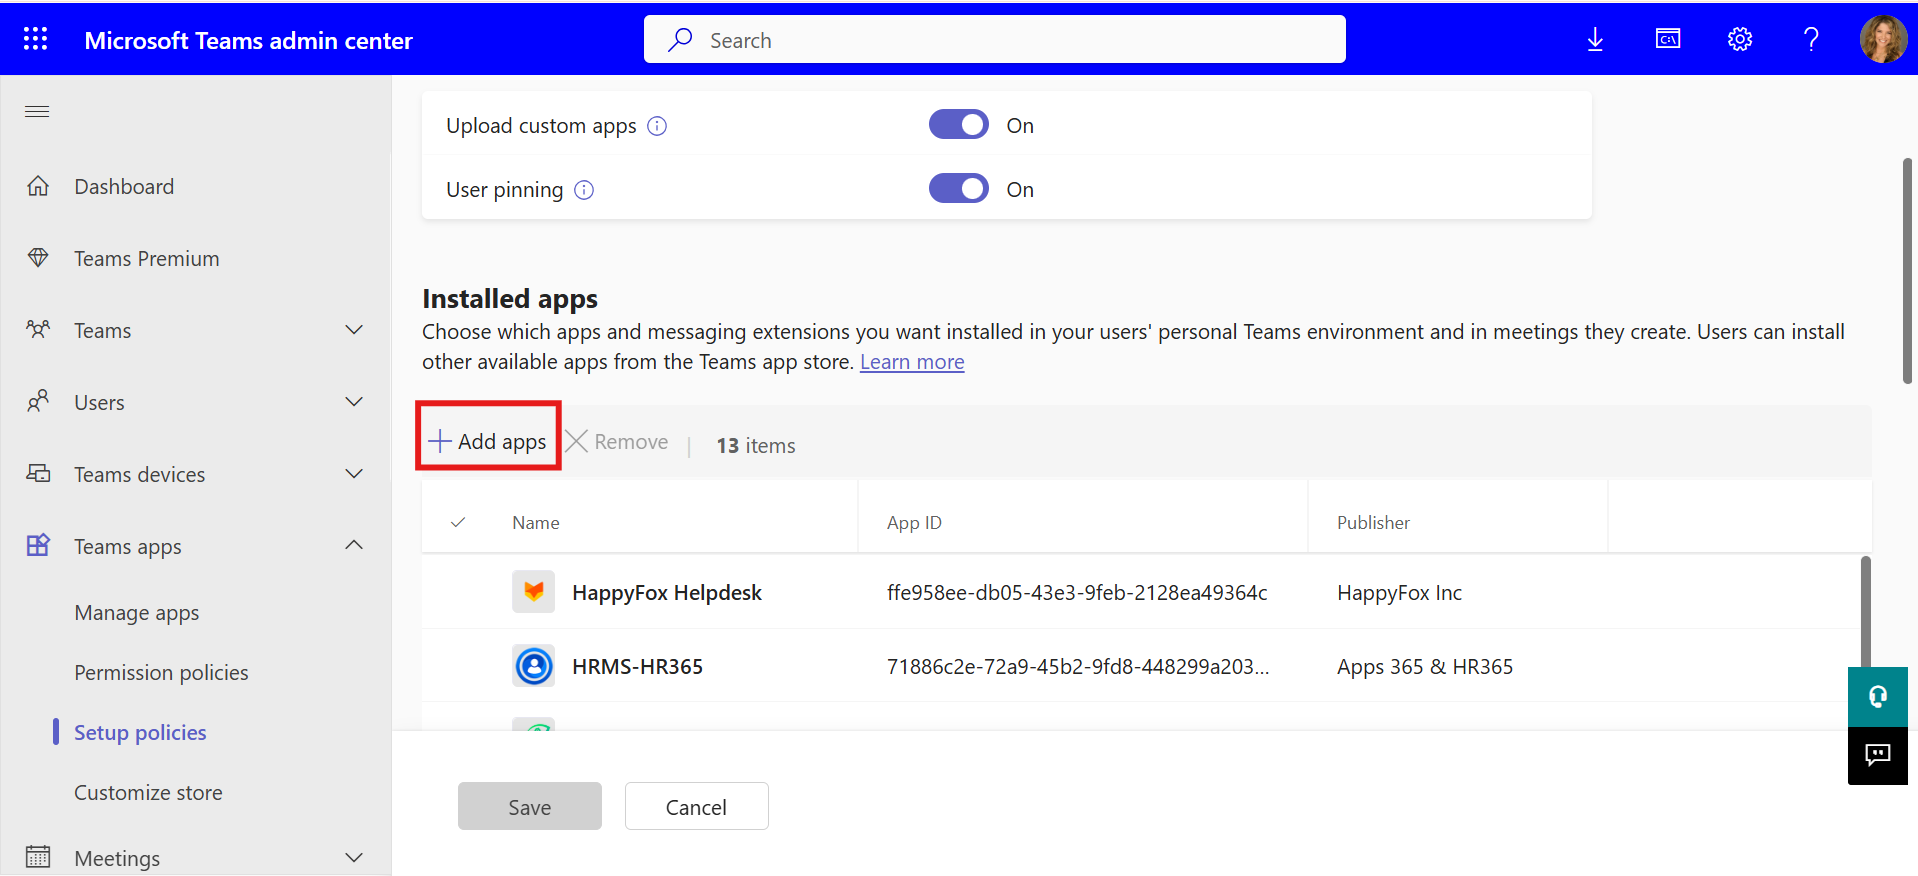 Microsoft Teams admin center
Search
C:\
?
Dashboard
Teams Premium
Teams
Users
Teams devices
Teams apps
Manage apps
Permission policies
Setup policies
Customize store
Meetings
Upload custom apps
On
User pinning
On
Installed apps
Choose which apps and messaging extensions you want installed in your users' personal Teams environment and in meetings they create. Users can install
other available apps from the Teams app store. Learn more
Add apps
Remove
13 items
Name App ID Publisher
HappyFox Helpdesk ffe958ee-db05-43e3-9feb-2128ea49364c HappyFox Inc
HRMS-HR365 71886c2e-72a9-45b2-9fd8-448299a203... Apps 365 & HR365
Save
Cancel